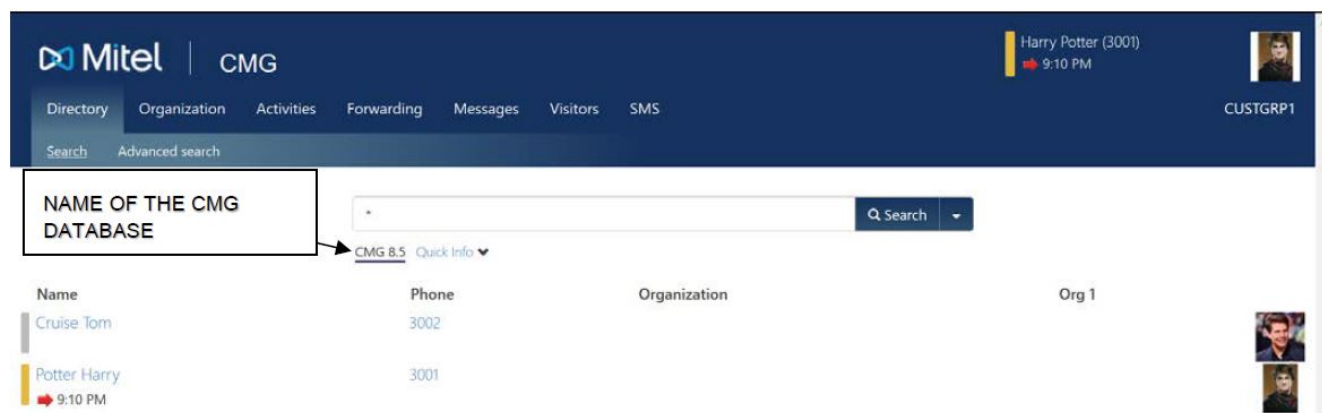 Mitel | CMG
Harry Potter (3001)
9:10 PM
Directory Organization Activities Forwarding Messages Visitors SMS
CUSTGRP1
Search Advanced search
NAME OF THE CMG
DATABASE
*
Search
CMG 8.5 Quick Info
Name Phone Organization Org 1
Cruise Tom 3002
Potter Harry 3001
9:10 PM